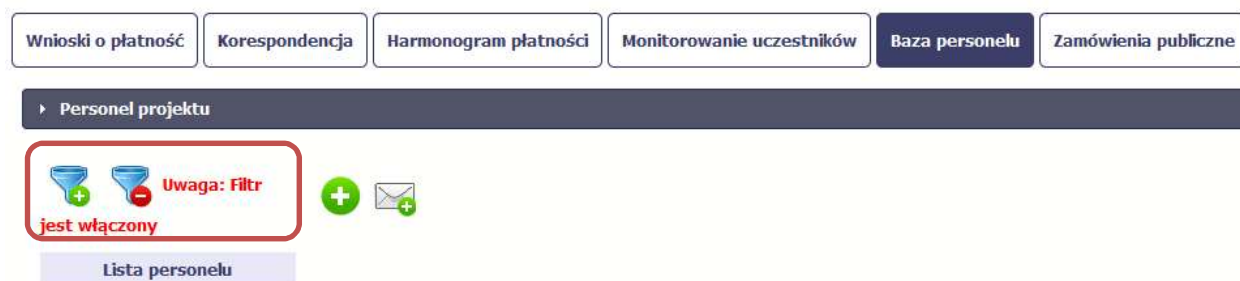 Wnioski o płatność Korespondencja Harmonogram płatności Monitorowanie uczestników Baza personelu Zamówienia publiczne
Personel projektu
Uwaga: Filtr
jest włączony
Lista personelu